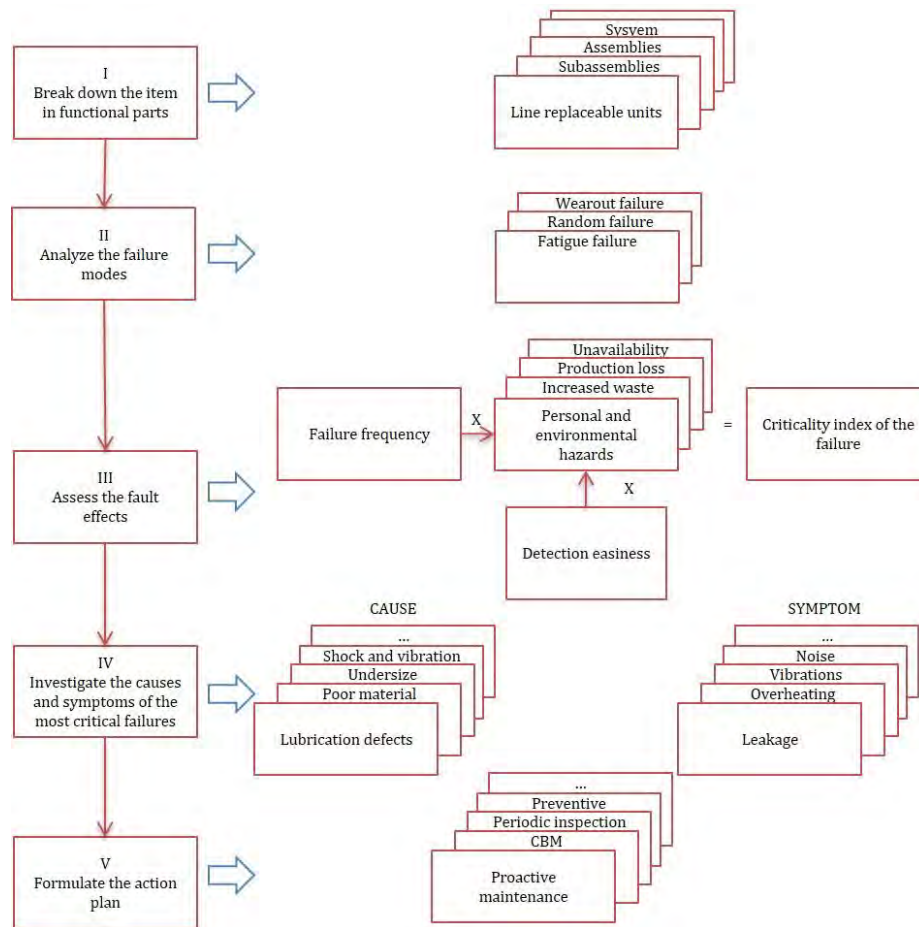 I
Break down the item
in functional parts
Sysvem
Assemblies
Subassemblies
Line replaceable units
II
Analyze the failure
modes
Wearout failure
Random failure
Fatigue failure
III
Assess the fault
effects
Failure frequency
X
Unavailability
Production loss
Increased waste
Personal and
environmental
hazards
=
Criticality index of the
failure
X
Detection easiness
IV
Investigate the causes
and symptoms of the
most critical failures
CAUSE
...
Shock and vibration
Undersize
Poor material
Lubrication defects
SYMPTOM
...
Noise
Vibrations
Overheating
Leakage
V
Formulate the action
plan
...
Preventive
Periodic inspection
CBM
Proactive
maintenance